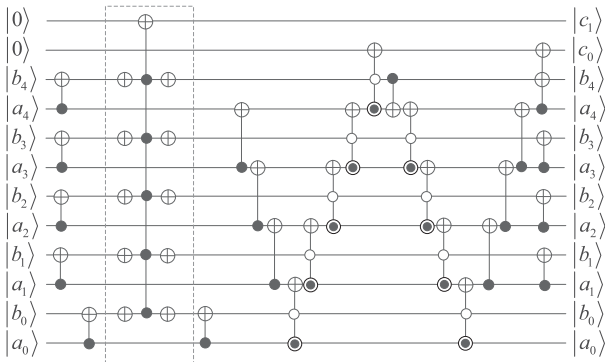 |0⟩ |c₁⟩
|0⟩ |c₀⟩
|b₄⟩ |b₄⟩
|a₄⟩ |a₄⟩
|b₃⟩ |b₃⟩
|a₃⟩ |a₃⟩
|b₂⟩ |b₂⟩
|a₂⟩ |a₂⟩
|b₁⟩ |b₁⟩
|a₁⟩ |a₁⟩
|b₀⟩ |b₀⟩
|a₀⟩ |a₀⟩